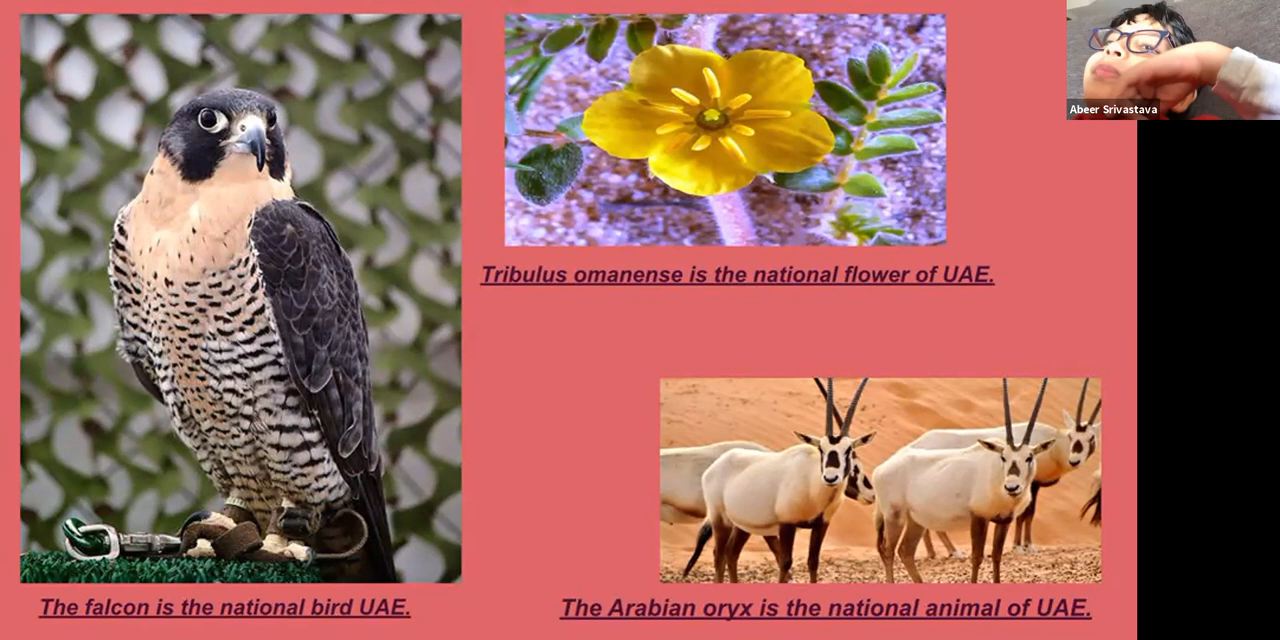 Abeer Srivastava
Tribulus omanense is the national flower of UAE.
The falcon is the national bird UAE.
The Arabian oryx is the national animal of UAE.